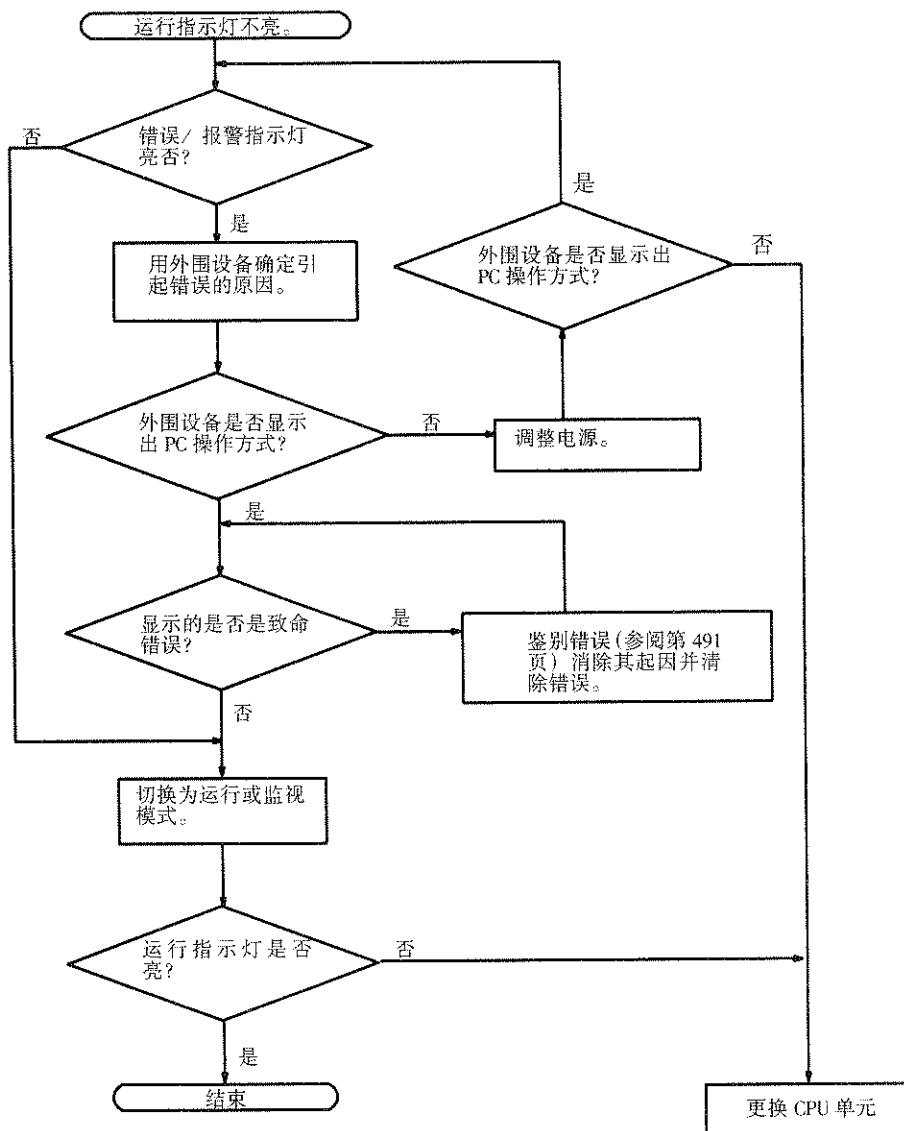 运行指示灯不亮。
否
错误/ 报警指示灯
亮否?
是
是
用外围设备确定引
起错误的原因。
外围设备是否显示出
PC 操作方式?
否
外围设备是否显示
出 PC 操作方式?
否
调整电源。
是
显示的是否是致命
错误?
是
鉴别错误(参阅第 491
页) 消除其起因并清
除错误。
否
切换为运行或监视
模式。
运行指示灯是否
亮?
否
是
结束
更换 CPU 单元